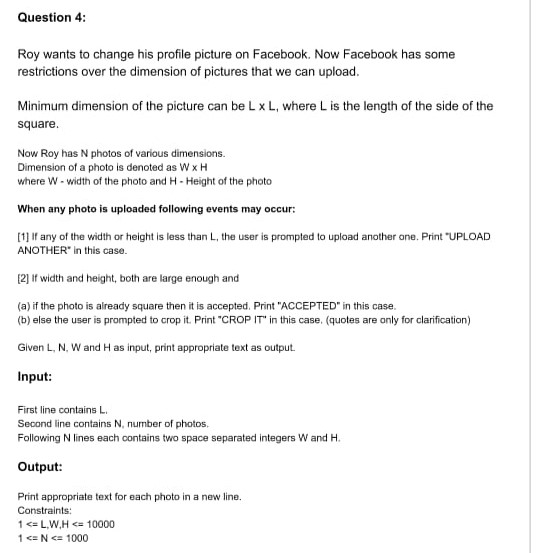 Question 4:
Roy wants to change his profile picture on Facebook. Now Facebook has some
restrictions over the dimension of pictures that we can upload.
Minimum dimension of the picture can be L x L, where L is the length of the side of the
square.
Now Roy has N photos of various dimensions.
Dimension of a photo is denoted as W x H
where W - width of the photo and H - Height of the photo
When any photo is uploaded following events may occur:
[1] If any of the width or height is less than L, the user is prompted to upload another one. Print "UPLOAD
ANOTHER" in this case.
[2] If width and height, both are large enough and
(a) if the photo is already square then it is accepted. Print "ACCEPTED" in this case.
(b) else the user is prompted to crop it. Print "CROP IT" in this case. (quotes are only for clarification)
Given L, N, W and H as input, print appropriate text as output.
Input:
First line contains L.
Second line contains N, number of photos.
Following N lines each contains two space separated integers W and H.
Output:
Print appropriate text for each photo in a new line.
Constraints:
1 <= L,W,H <= 10000
1 <= N <= 1000